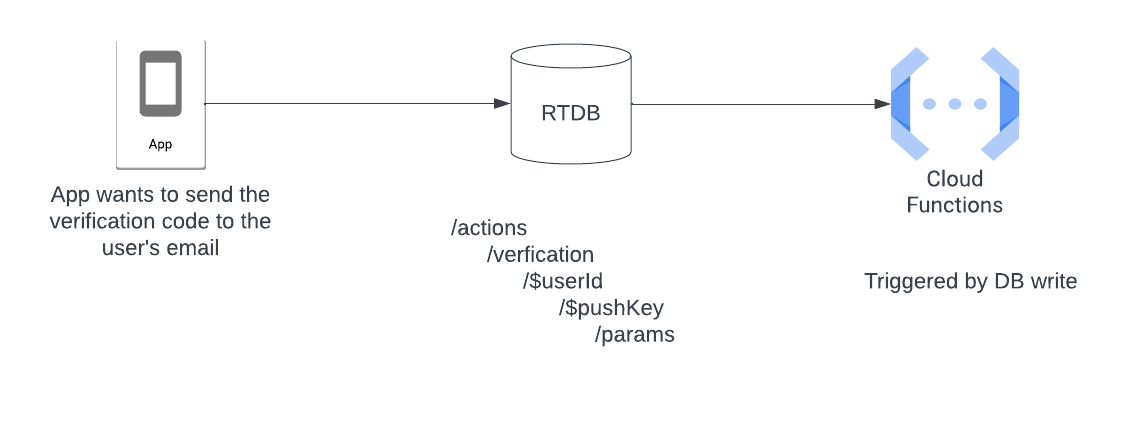 App
App wants to send the
verification code to the
user's email
RTDB
/actions
/verfication
/$userId
/$pushKey
/params
Cloud
Functions
Triggered by DB write